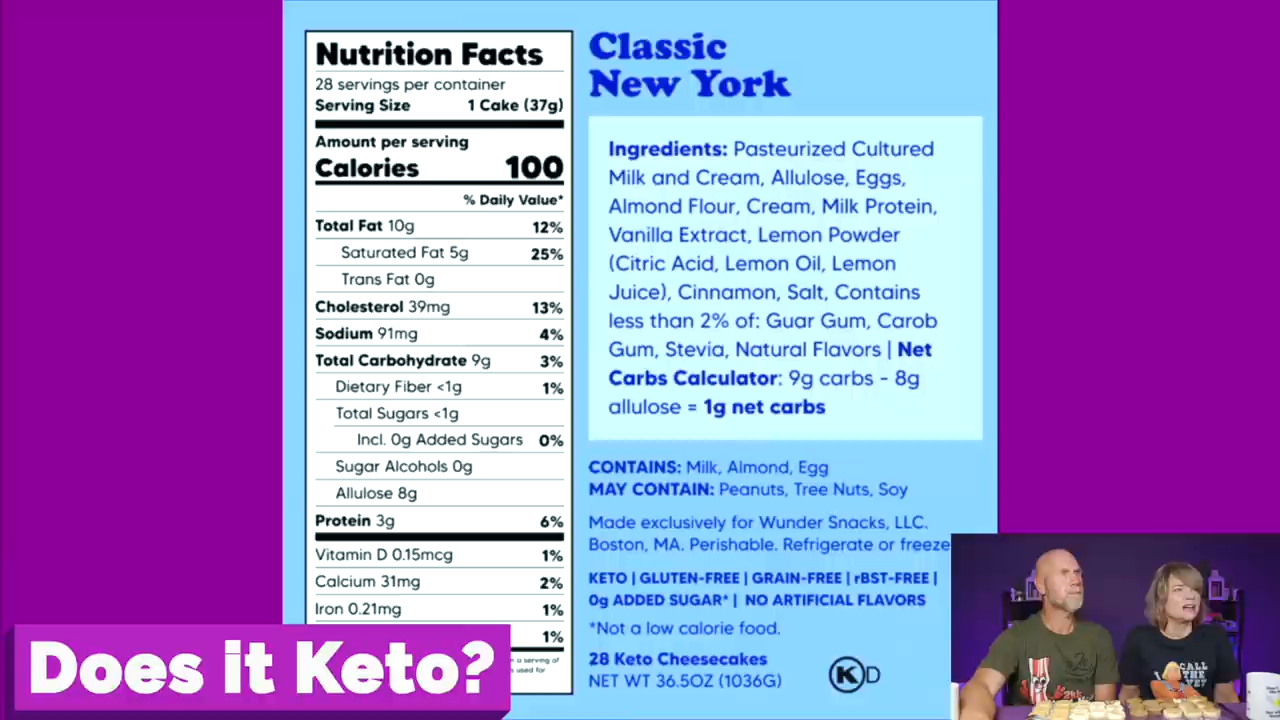 Nutrition Facts
28 servings per container
Serving Size 1 Cake (37g)
Amount per serving
Calories 100
% Daily Value*
Total Fat 10g 12%
Saturated Fat 5g 25%
Trans Fat 0g
Cholesterol 39mg 13%
Sodium 91mg 4%
Total Carbohydrate 9g 3%
Dietary Fiber <1g 1%
Total Sugars <1g
Incl. 0g Added Sugars 0%
Sugar Alcohols 0g
Allulose 8g
Protein 3g 6%
Vitamin D 0.15mcg 1%
Calcium 31mg 2%
Iron 0.21mg 1%
1%
n a serving of
s used for
Classic
New York
Ingredients: Pasteurized Cultured
Milk and Cream, Allulose, Eggs,
Almond Flour, Cream, Milk Protein,
Vanilla Extract, Lemon Powder
(Citric Acid, Lemon Oil, Lemon
Juice), Cinnamon, Salt, Contains
less than 2% of: Guar Gum, Carob
Gum, Stevia, Natural Flavors | Net
Carbs Calculator: 9g carbs - 8g
allulose = 1g net carbs
CONTAINS: Milk, Almond, Egg
MAY CONTAIN: Peanuts, Tree Nuts, Soy
Made exclusively for Wunder Snacks, LLC.
Boston, MA. Perishable. Refrigerate or freeze
KETO | GLUTEN-FREE | GRAIN-FREE | rBST-FREE |
0g ADDED SUGAR* | NO ARTIFICIAL FLAVORS
*Not a low calorie food.
28 Keto Cheesecakes
NET WT 36.5OZ (1036G)
K D
Does it Keto?
CALL
THE